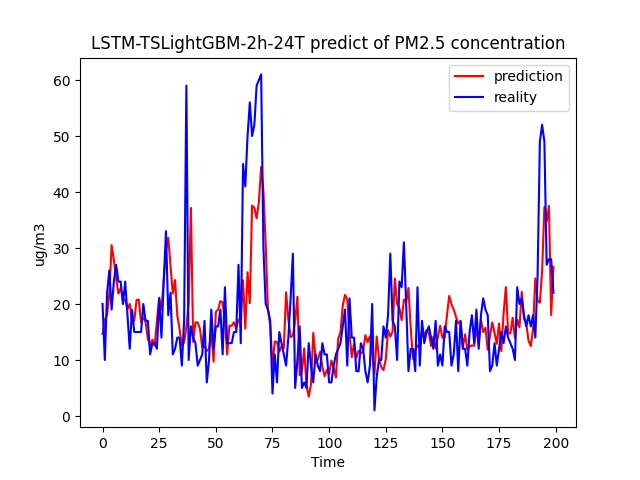 LSTM-TSLightGBM-2h-24T predict of PM2.5 concentration
prediction
reality
60
50
40
30
20
10
0
ug/m3
0 25 50 75 100 125 150 175 200
Time